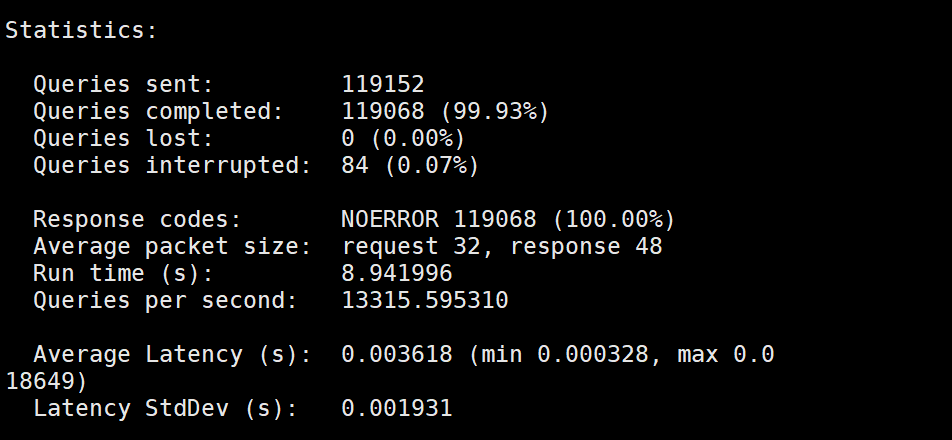 Statistics:
Queries sent: 119152
Queries completed: 119068 (99.93%)
Queries lost: 0 (0.00%)
Queries interrupted: 84 (0.07%)
Response codes: NOERROR 119068 (100.00%)
Average packet size: request 32, response 48
Run time (s): 8.941996
Queries per second: 13315.595310
Average Latency (s): 0.003618 (min 0.000328, max 0.0
18649)
Latency StdDev (s): 0.001931